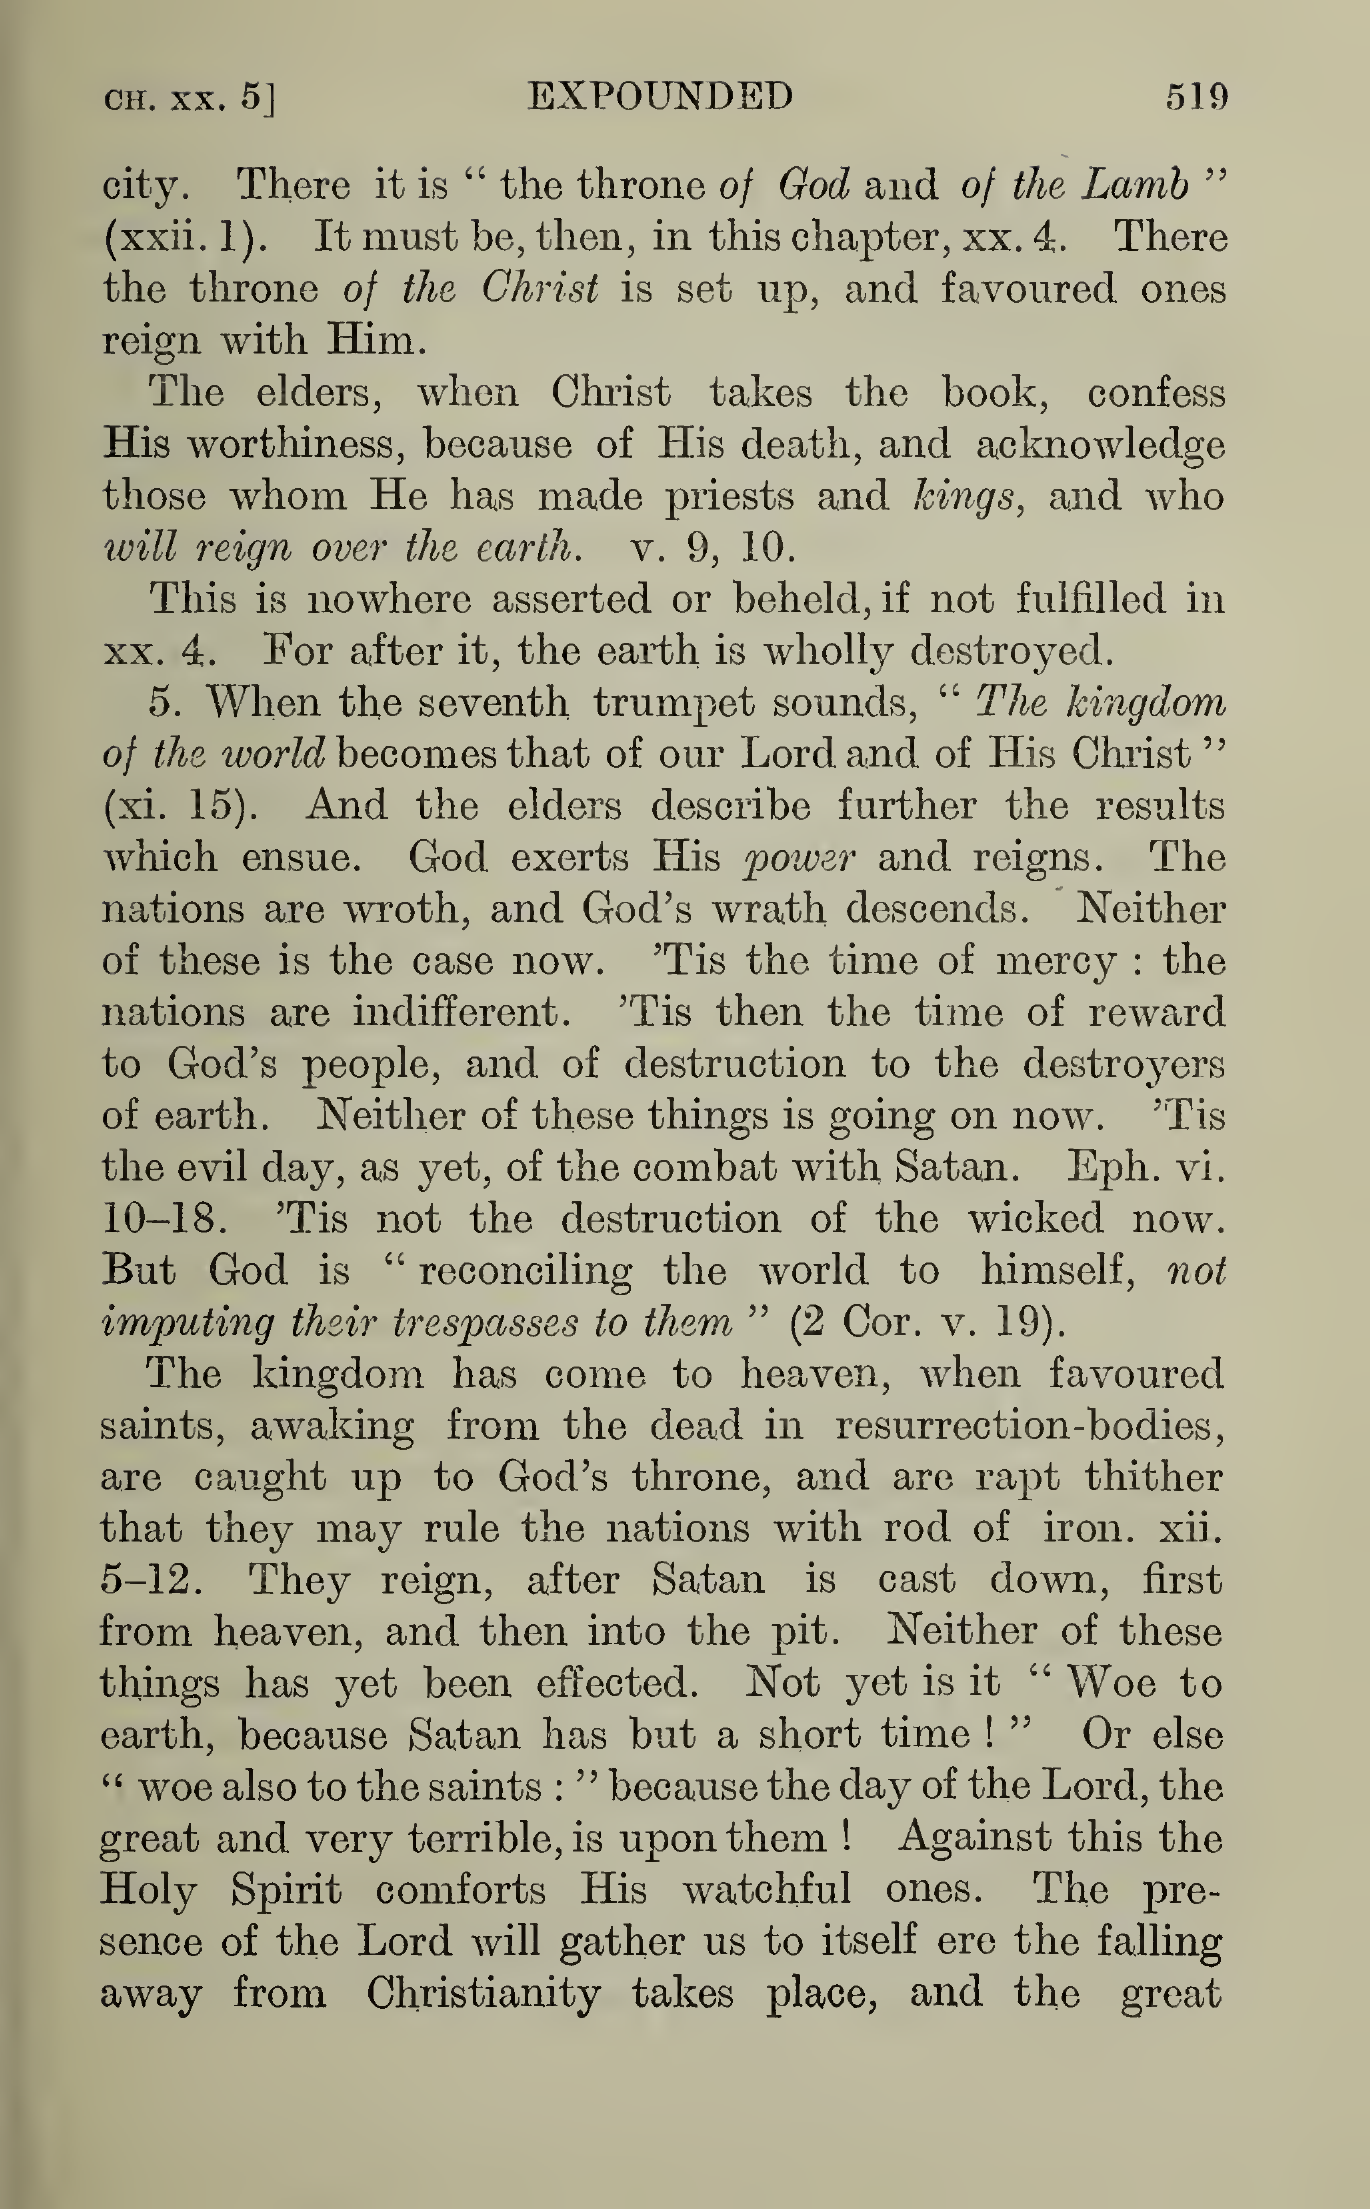 CH. XX. 5] EXPOUNDED 519
city. There it is “ the throne of God and of the Lamb ”
(xxii. 1). It must be, then, in this chapter, xx. 4. There
the throne of the Christ is set up, and favoured ones
reign with Him.
The elders, when Christ takes the book, confess
His worthiness, because of His death, and acknowledge
those whom He has made priests and kings, and who
will reign over the earth. v. 9, 10.
This is nowhere asserted or beheld, if not fulfilled in
xx. 4. For after it, the earth is wholly destroyed.
5. When the seventh trumpet sounds, “ The kingdom
of the world becomes that of our Lord and of His Christ ”
(xi. 15). And the elders describe further the results
which ensue. God exerts His power and reigns. The
nations are wroth, and God’s wrath descends. Neither
of these is the case now. ’Tis the time of mercy : the
nations are indifferent. ’Tis then the time of reward
to God’s people, and of destruction to the destroyers
of earth. Neither of these things is going on now. ’Tis
the evil day, as yet, of the combat with Satan. Eph. vi.
10–18. ’Tis not the destruction of the wicked now.
But God is “ reconciling the world to himself, not
imputing their trespasses to them ” (2 Cor. v. 19).
The kingdom has come to heaven, when favoured
saints, awaking from the dead in resurrection-bodies,
are caught up to God’s throne, and are rapt thither
that they may rule the nations with rod of iron. xii.
5–12. They reign, after Satan is cast down, first
from heaven, and then into the pit. Neither of these
things has yet been effected. Not yet is it “ Woe to
earth, because Satan has but a short time ! ” Or else
“ woe also to the saints : ” because the day of the Lord, the
great and very terrible, is upon them ! Against this the
Holy Spirit comforts His watchful ones. The pre-
sence of the Lord will gather us to itself ere the falling
away from Christianity takes place, and the great